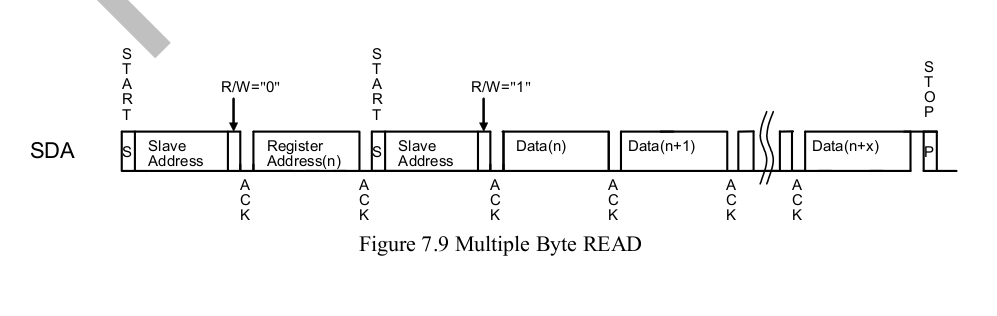 START
START
STOP
R/W="0"
R/W="1"
SDA
S
Slave
Address
Register
Address(n)
S
Slave
Address
Data(n)
Data(n+1)
Data(n+x)
P
ACK
ACK
ACK
ACK
ACK
ACK
Figure 7.9 Multiple Byte READ